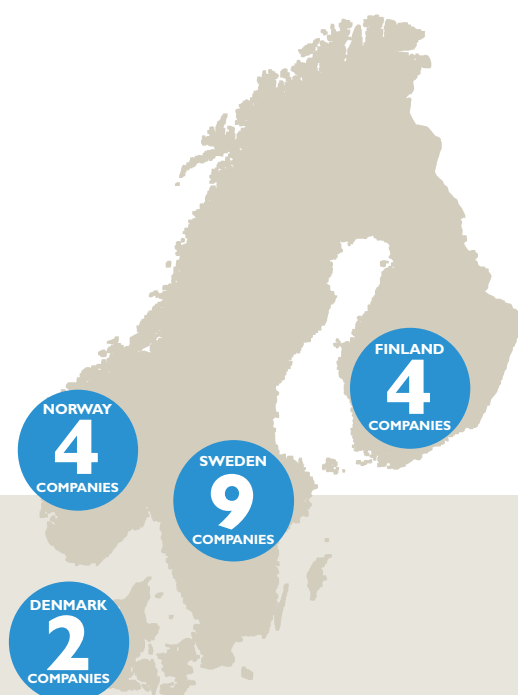 FINLAND
4
COMPANIES
NORWAY
4
COMPANIES
SWEDEN
9
COMPANIES
DENMARK
2
COMPANIES